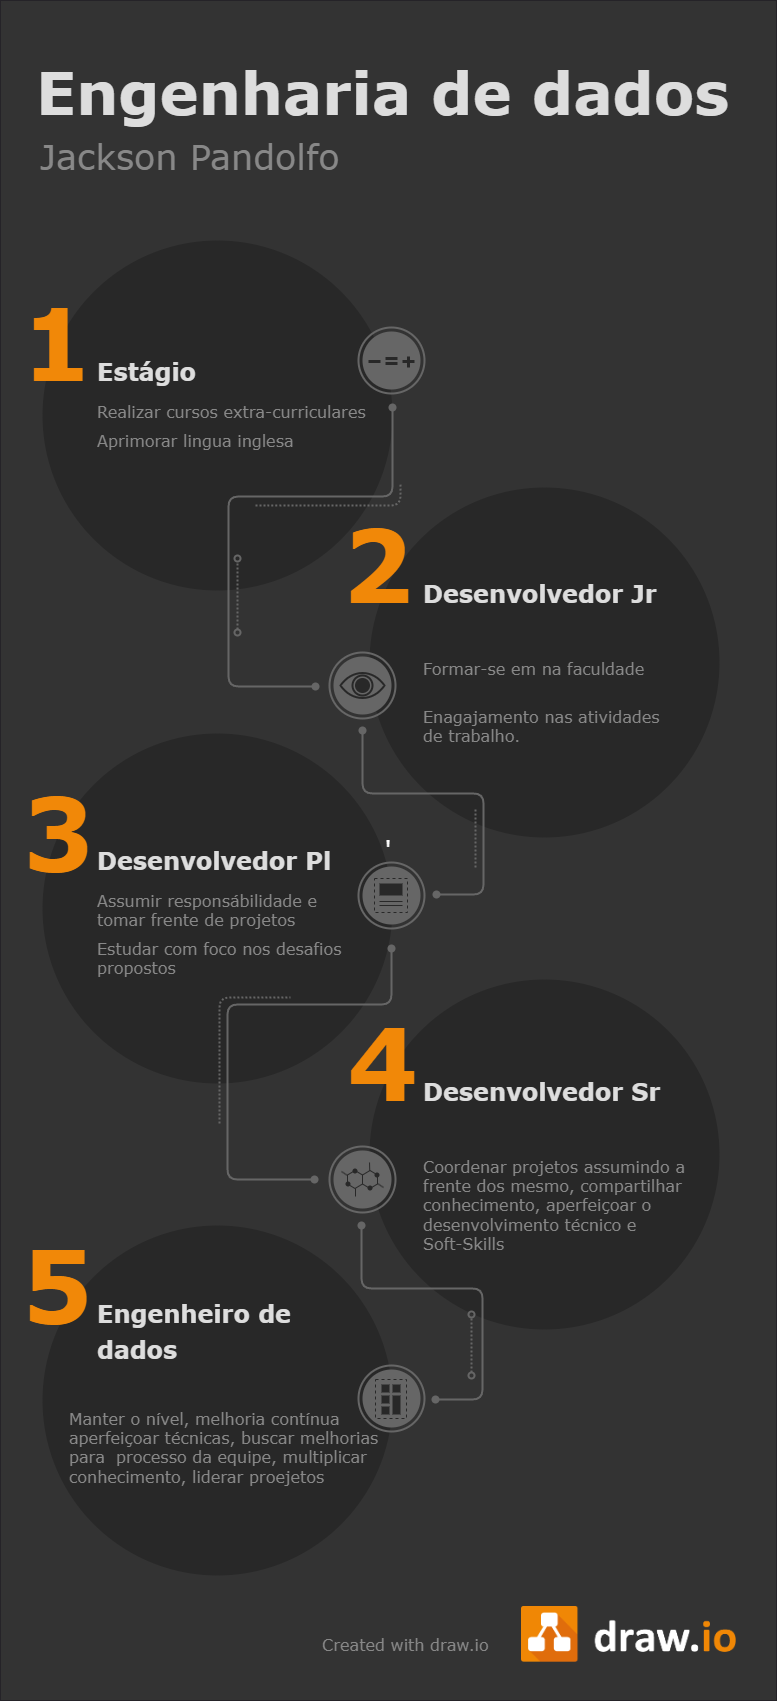 Engenharia de dados
Jackson Pandolfo
1
Estágio
Realizar cursos extra-curriculares
Aprimorar lingua inglesa
2
Desenvolvedor Jr
Formar-se em na faculdade
Enagajamento nas atividades
de trabalho.
3
Desenvolvedor Pl
'
Assumir responsábilidade e
tomar frente de projetos
Estudar com foco nos desafios
propostos
4
Desenvolvedor Sr
Coordenar projetos assumindo a
frente dos mesmo, compartilhar
conhecimento, aperfeiçoar o
desenvolvimento técnico e
Soft-Skills
5
Engenheiro de
dados
Manter o nível, melhoria contínua
aperfeiçoar técnicas, buscar melhorias
para  processo da equipe, multiplicar
conhecimento, liderar proejetos
Created with draw.io
draw.io